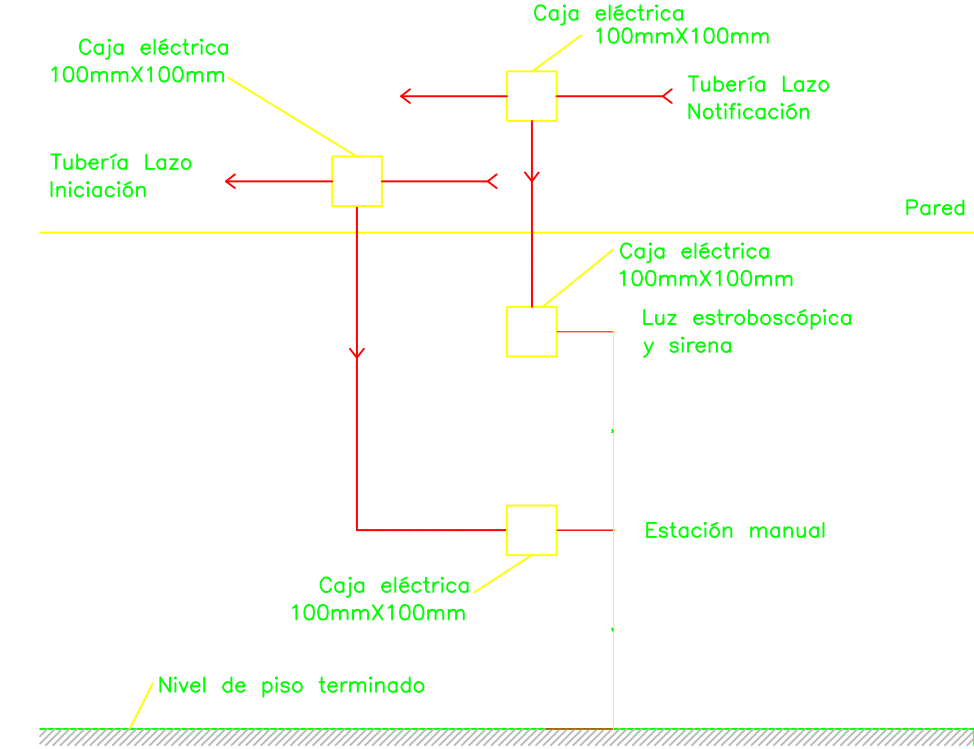 Caja eléctrica
100mmX100mm
Caja eléctrica
100mmX100mm
Tubería Lazo
Notificación
Tubería Lazo
Iniciación
Pared
Caja eléctrica
100mmX100mm
Luz estroboscópica
y sirena
Estación manual
Caja eléctrica
100mmX100mm
Nivel de piso terminado